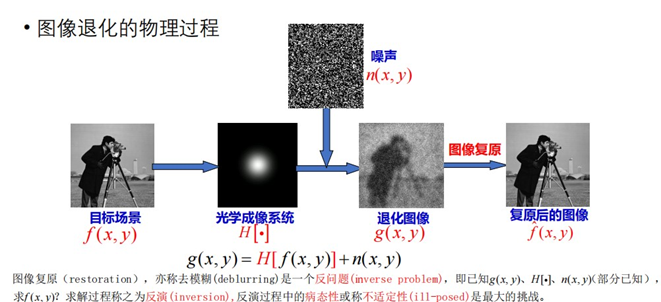 • 图像退化的物理过程
噪声
n(x, y)
图像复原
目标场景
光学成像系统
退化图像
复原后的图像
f(x, y)
H[•]
g(x, y)
f̂(x, y)
g(x, y) = H[f(x, y)] + n(x, y)
图像复原（restoration），亦称去模糊(deblurring)是一个反问题(inverse problem)，即已知g(x, y)、H[•]、n(x, y)(部分已知)，
求f(x, y)？求解过程称之为反演(inversion),反演过程中的病态性或称不适定性(ill-posed)是最大的挑战。